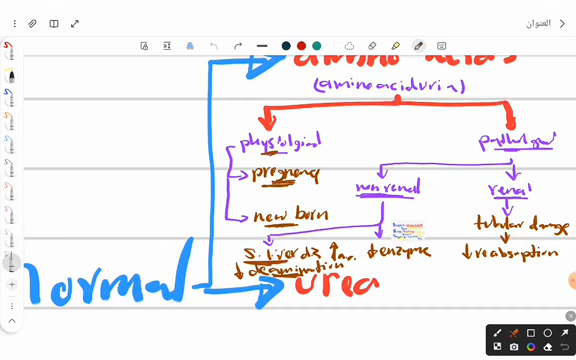 العنوان
amino acids
(aminoaciduria)
physiological
pathological
pregnancy
non renal
renal
new born
tubular damage
S. liver dz ↑ a.a.
↓ enzyme
↓ reabsorption
↓ deamination
normal
urea